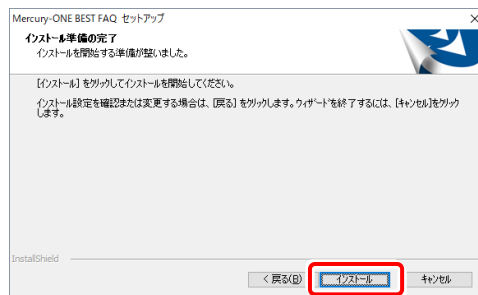 Mercury-ONE BEST FAQ セットアップ
インストール準備の完了
インストールを開始する準備が整いました。
[インストール] をクリックしてインストールを開始してください。
インストール設定を確認または変更する場合は、[戻る] をクリックします。ウィザードを終了するには、[キャンセル]をクリック
します。
InstallShield
< 戻る(B)
インストール
キャンセル